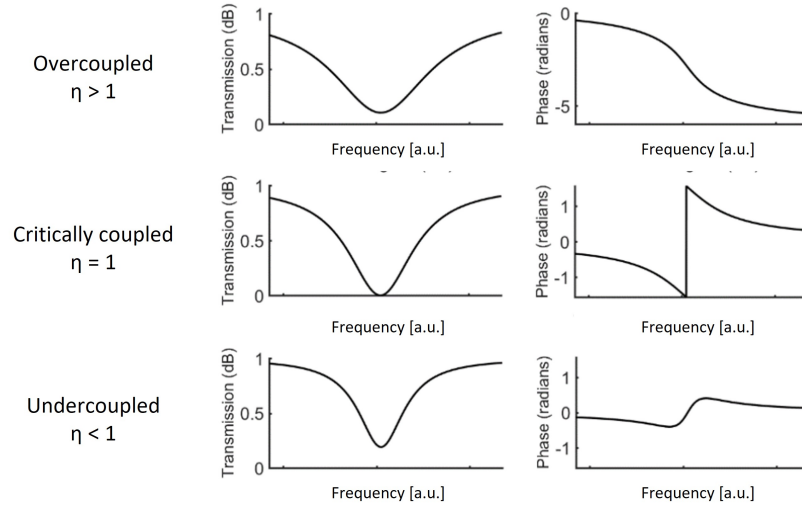 Overcoupled
η > 1
Transmission (dB)
1
0.5
0
Frequency [a.u.]
Phase (radians)
0
-5
Frequency [a.u.]
Critically coupled
η = 1
Transmission (dB)
1
0.5
0
Frequency [a.u.]
Phase (radians)
1
0
-1
Frequency [a.u.]
Undercoupled
η < 1
Transmission (dB)
1
0.5
0
Frequency [a.u.]
Phase (radians)
1
0
-1
Frequency [a.u.]